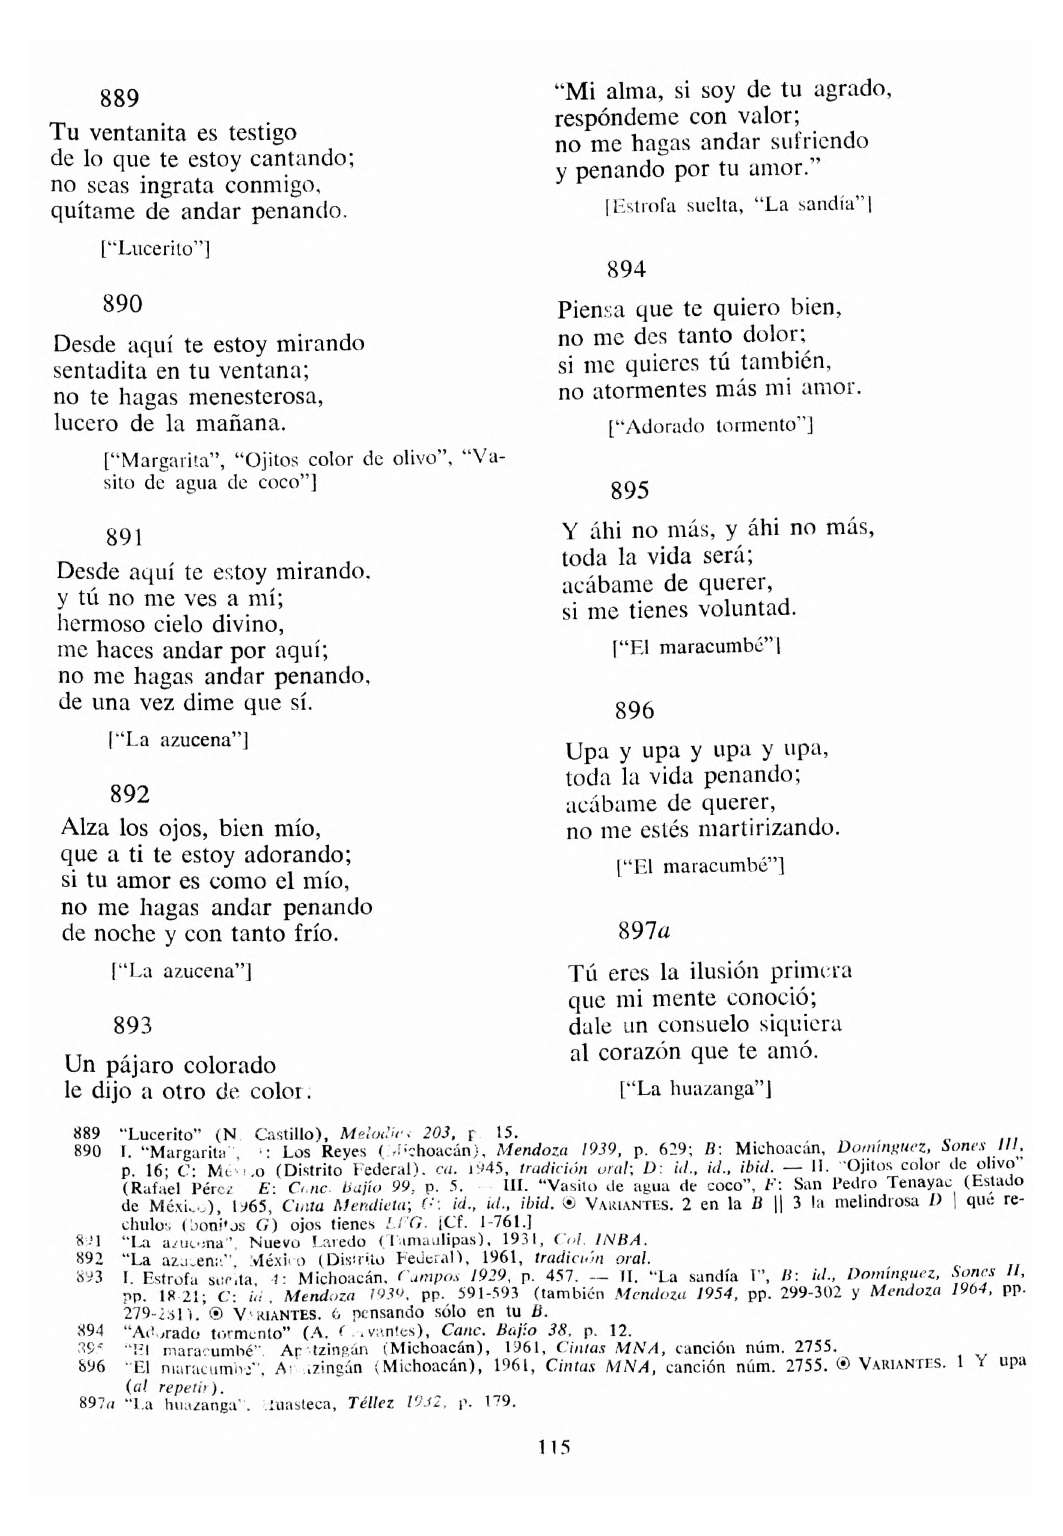 889
Tu ventanita es testigo
de lo que te estoy cantando;
no seas ingrata conmigo,
quítame de andar penando.
[“Lucerito”]
890
Desde aquí te estoy mirando
sentadita en tu ventana;
no te hagas menesterosa,
lucero de la mañana.
[“Margarita”, “Ojitos color de olivo”, “Va-
sito de agua de coco”]
891
Desde aquí te estoy mirando,
y tú no me ves a mí;
hermoso cielo divino,
me haces andar por aquí;
no me hagas andar penando,
de una vez dime que sí.
[“La azucena”]
892
Alza los ojos, bien mío,
que a ti te estoy adorando;
si tu amor es como el mío,
no me hagas andar penando
de noche y con tanto frío.
[“La azucena”]
893
Un pájaro colorado
le dijo a otro de color:
“Mi alma, si soy de tu agrado,
respóndeme con valor;
no me hagas andar sufriendo
y penando por tu amor.”
[Estrofa suelta, “La sandía”]
894
Piensa que te quiero bien,
no me des tanto dolor;
si me quieres tú también,
no atormentes más mi amor.
[“Adorado tormento”]
895
Y áhi no más, y áhi no más,
toda la vida será;
acábame de querer,
si me tienes voluntad.
[“El maracumbé”]
896
Upa y upa y upa y upa,
toda la vida penando;
acábame de querer,
no me estés martirizando.
[“El maracumbé”]
897a
Tú eres la ilusión primera
que mi mente conoció;
dale un consuelo siquiera
al corazón que te amó.
[“La huazanga”]
889 “Lucerito” (N. Castillo), Melodías 203, p. 15.
890 I. “Margarita”, : Los Reyes (Michoacán), Mendoza 1939, p. 629; B: Michoacán, Domínguez, Sones III,
p. 16; C: México (Distrito Federal), ca. 1945, tradición oral; D: id., id., ibid. — II. “Ojitos color de olivo”
(Rafael Pérez E: Canc. Bajío 99, p. 5. III. “Vasito de agua de coco”, F: San Pedro Tenayac (Estado
de México), 1965, Cinta Mendieta; G: id., id., ibid. ⦿ VARIANTES. 2 en la B || 3 la melindrosa D | qué re-
chulos (bonitos G) ojos tienes EFG. [Cf. 1-761.]
891 “La azucena”, Nuevo Laredo (Tamaulipas), 1931, Col. INBA.
892 “La azucena”, México (Distrito Federal), 1961, tradición oral.
893 I. Estrofa suelta, A: Michoacán, Campos 1929, p. 457. — II. “La sandía I”, B: id., Domínguez, Sones II,
pp. 18-21; C: id., Mendoza 1939, pp. 591-593 (también Mendoza 1954, pp. 299-302 y Mendoza 1964, pp.
279-281). ⦿ VARIANTES. 6 pensando sólo en tu B.
894 “Adorado tormento” (A. Cervantes), Canc. Bajío 38, p. 12.
895 “El maracumbé”, Apatzingán (Michoacán), 1961, Cintas MNA, canción núm. 2755.
896 “El maracumbé”, Apatzingán (Michoacán), 1961, Cintas MNA, canción núm. 2755. ⦿ VARIANTES. 1 Y upa
(al repetir).
897a “La huazanga”, Huasteca, Téllez 1932, p. 179.
115